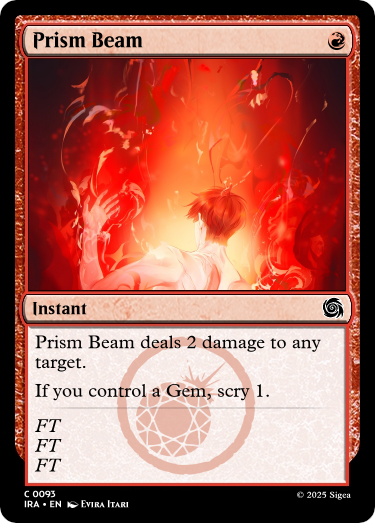 Prism Beam
Instant
Prism Beam deals 2 damage to any
target.
If you control a Gem, scry 1.
FT
FT
FT
C 0093
IRA • EN Evira Itari
© 2025 Sigea